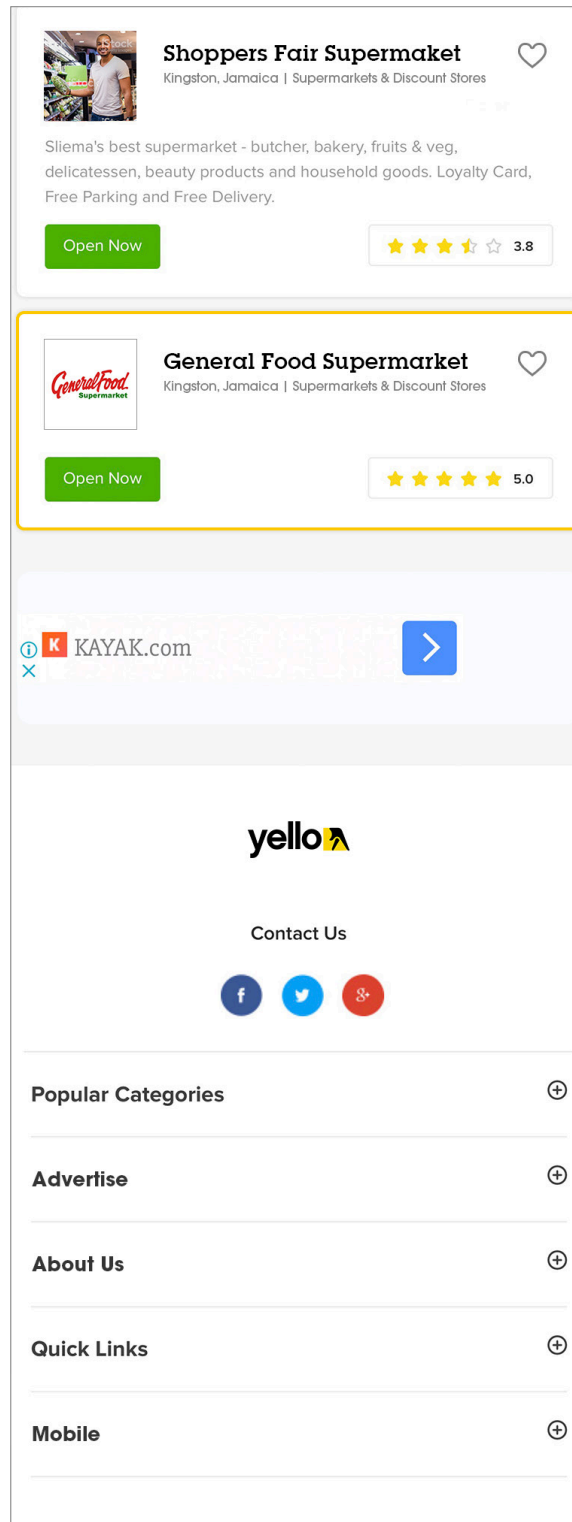 Shoppers Fair Supermaket
Kingston, Jamaica | Supermarkets & Discount Stores
Sliema's best supermarket - butcher, bakery, fruits & veg,
delicatessen, beauty products and household goods. Loyalty Card,
Free Parking and Free Delivery.
Open Now
3.8
General Food Supermarket
Kingston, Jamaica | Supermarkets & Discount Stores
GeneralFood
Supermarket
Open Now
5.0
K KAYAK.com
yello
Contact Us
f
8+
Popular Categories
Advertise
About Us
Quick Links
Mobile